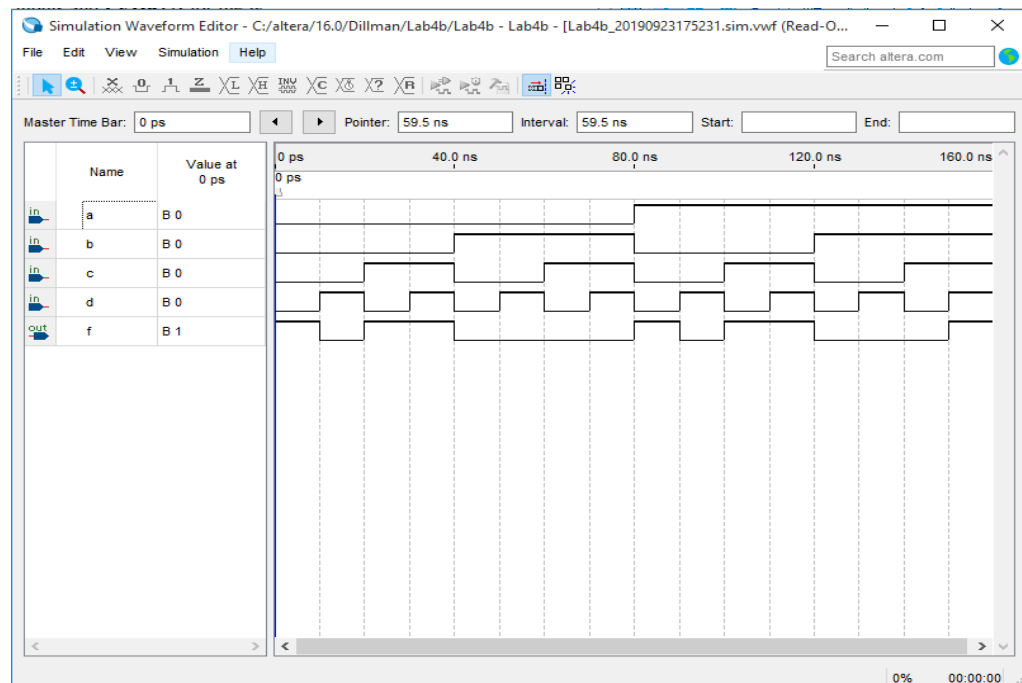 Simulation Waveform Editor - C:/altera/16.0/Dillman/Lab4b/Lab4b - Lab4b - [Lab4b_20190923175231.sim.vwf (Read-O...
File Edit View Simulation Help
Search altera.com
Master Time Bar: 0 ps Pointer: 59.5 ns Interval: 59.5 ns Start: End:
Name Value at 0 ps
0 ps 40.0 ns 80.0 ns 120.0 ns 160.0 ns
0 ps
in a B 0
in b B 0
in c B 0
in d B 0
out f B 1
0% 00:00:00